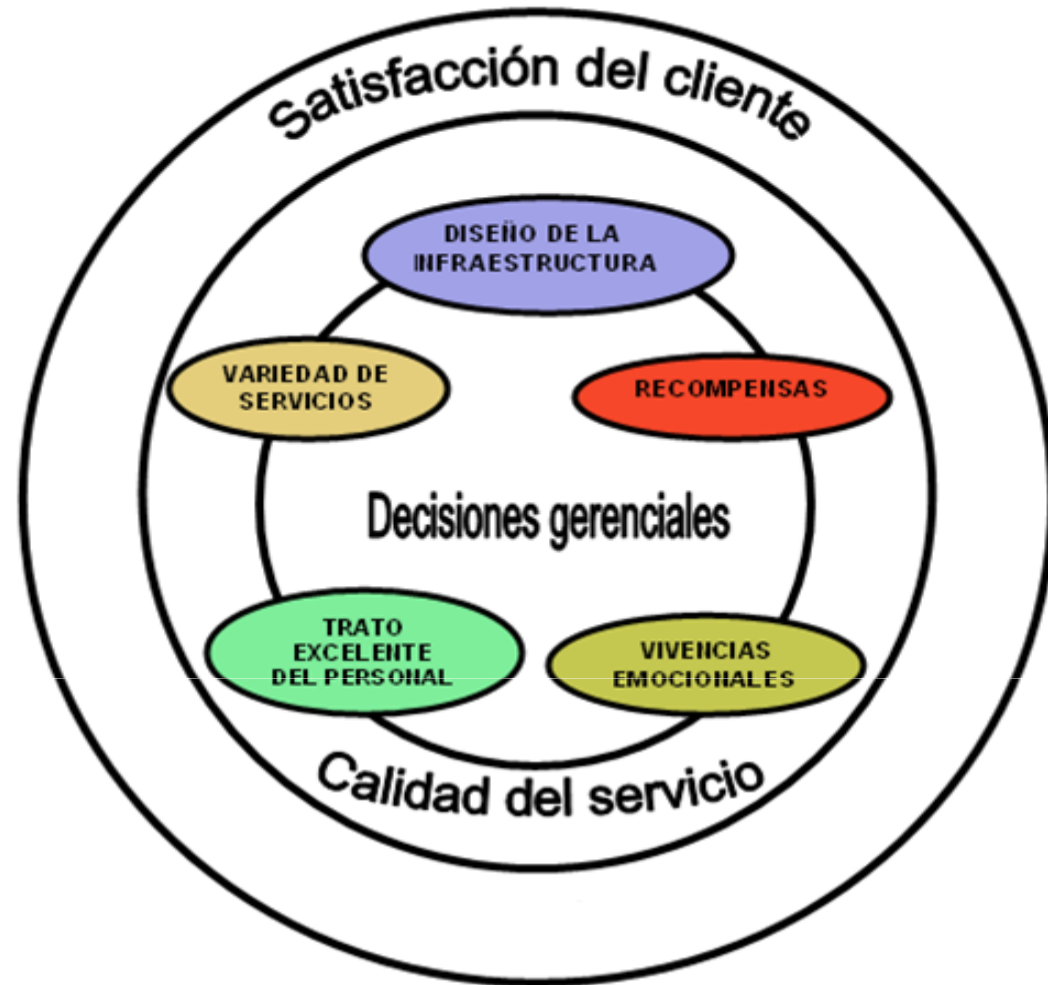 Satisfacción del cliente
DISEÑO DE LA
INFRAESTRUCTURA
VARIEDAD DE
SERVICIOS
RECOMPENSAS
Decisiones gerenciales
TRATO
EXCELENTE
DEL PERSONAL
VIVENCIAS
EMOCIONALES
Calidad del servicio